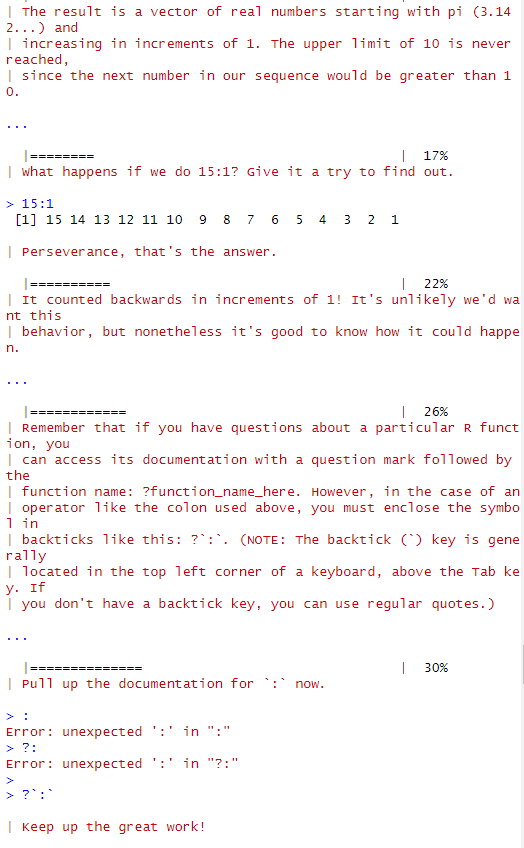 | The result is a vector of real numbers starting with pi (3.14
2...) and
| increasing in increments of 1. The upper limit of 10 is never
reached,
| since the next number in our sequence would be greater than 1
0.
...
|======== | 17%
| What happens if we do 15:1? Give it a try to find out.
> 15:1
[1] 15 14 13 12 11 10 9 8 7 6 5 4 3 2 1
| Perseverance, that's the answer.
|========== | 22%
| It counted backwards in increments of 1! It's unlikely we'd wa
nt this
| behavior, but nonetheless it's good to know how it could happe
n.
...
|============ | 26%
| Remember that if you have questions about a particular R funct
ion, you
| can access its documentation with a question mark followed by
the
| function name: ?function_name_here. However, in the case of an
| operator like the colon used above, you must enclose the symbo
l in
| backticks like this: ?`:`. (NOTE: The backtick (`) key is gene
rally
| located in the top left corner of a keyboard, above the Tab ke
y. If
| you don't have a backtick key, you can use regular quotes.)
...
|============== | 30%
| Pull up the documentation for `:` now.
> :
Error: unexpected ':' in ":"
> ?:
Error: unexpected ':' in "?:"
>
> ?`:`
| Keep up the great work!